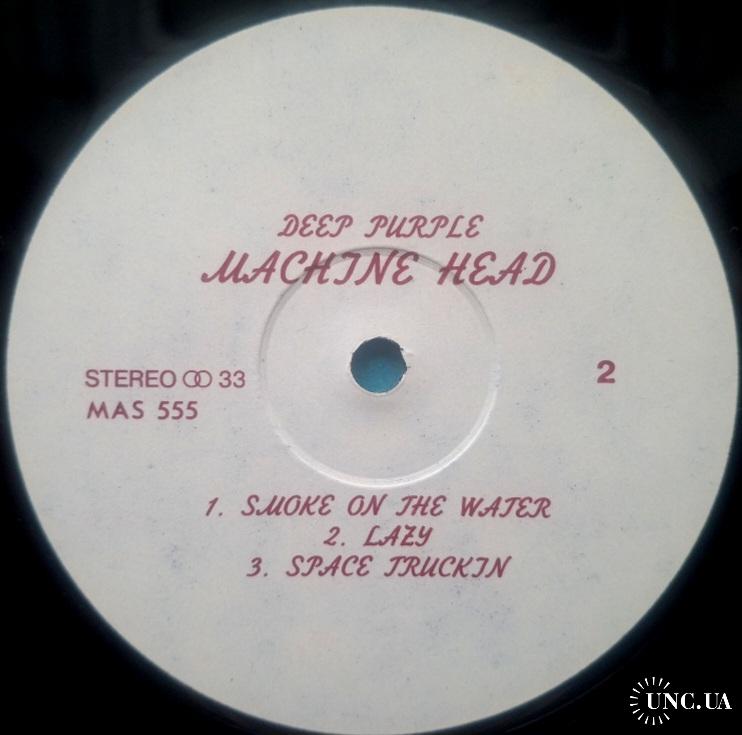 DEEP PURPLE
MACHINE HEAD
STEREO 33
MAS 555
2
1. SMOKE ON THE WATER
2. LAZY
3. SPACE TRUCKIN
UNC.UA